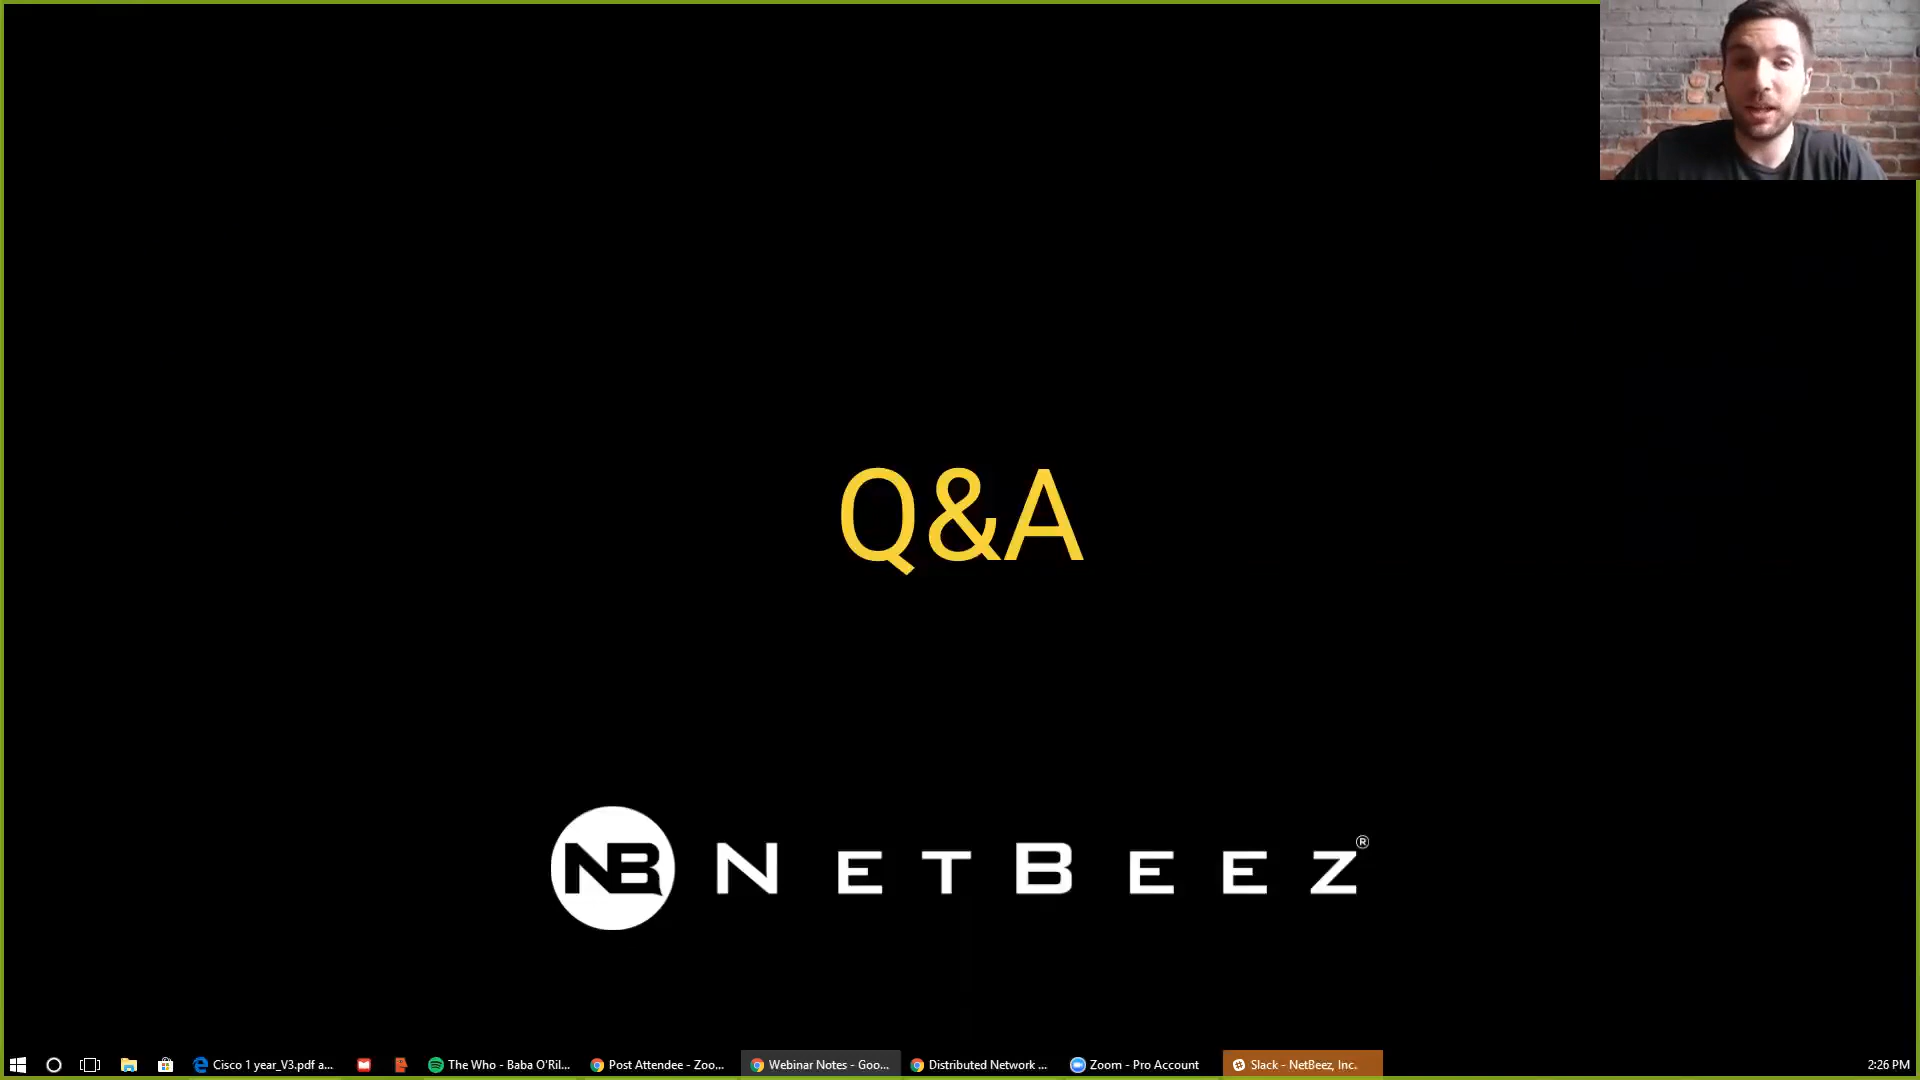 Q&A
NB NETBEEZ®
Cisco 1 year_V3.pdf a...
The Who - Baba O'Ril...
Post Attendee - Zoo...
Webinar Notes - Goo...
Distributed Network ...
Zoom - Pro Account
Slack - NetBeez, Inc.
2:26 PM